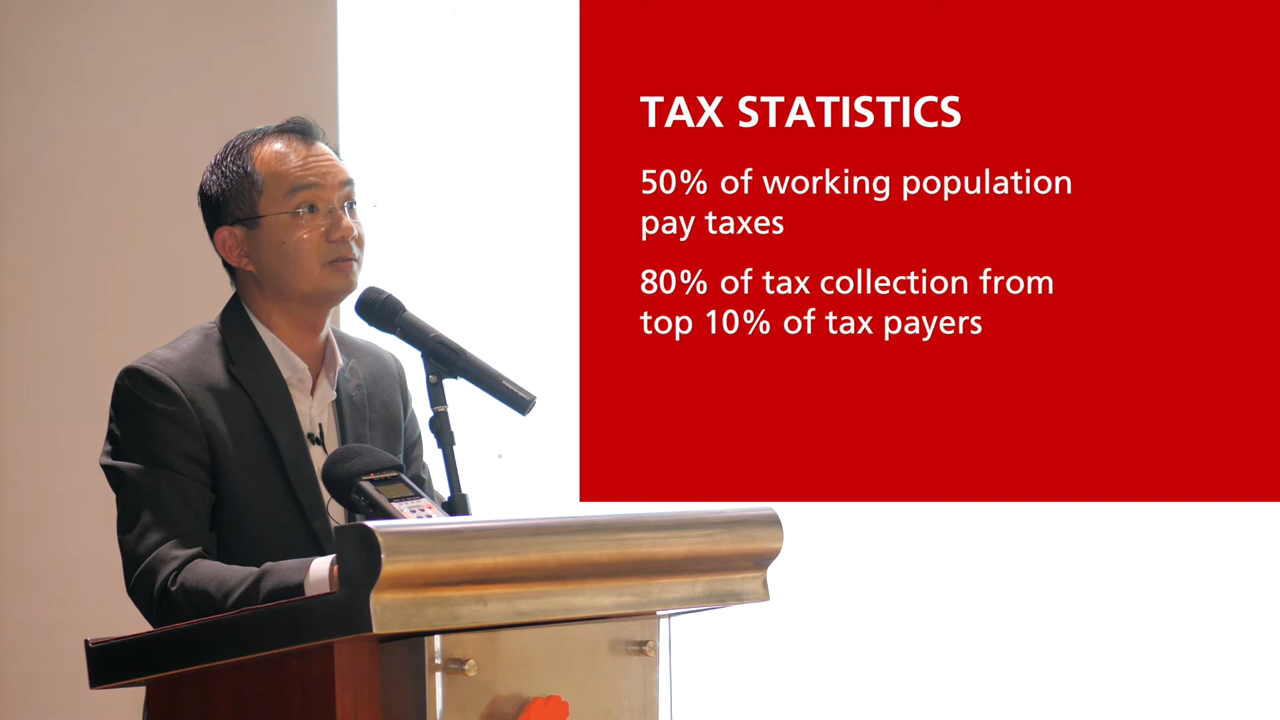 TAX STATISTICS
50% of working population
pay taxes
80% of tax collection from
top 10% of tax payers